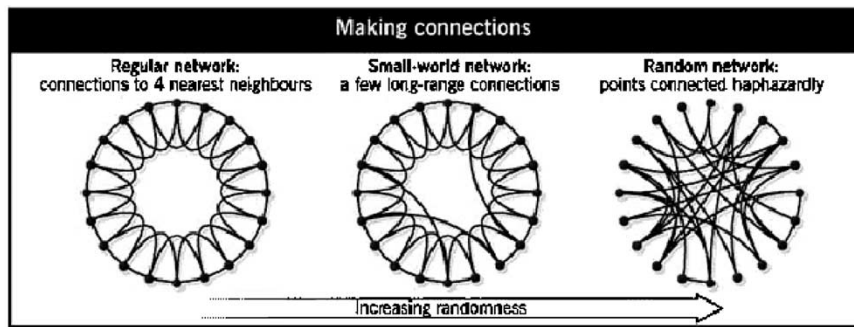 Making connections
Regular network:
connections to 4 nearest neighbours
Small-world network:
a few long-range connections
Random network:
points connected haphazardly
Increasing randomness